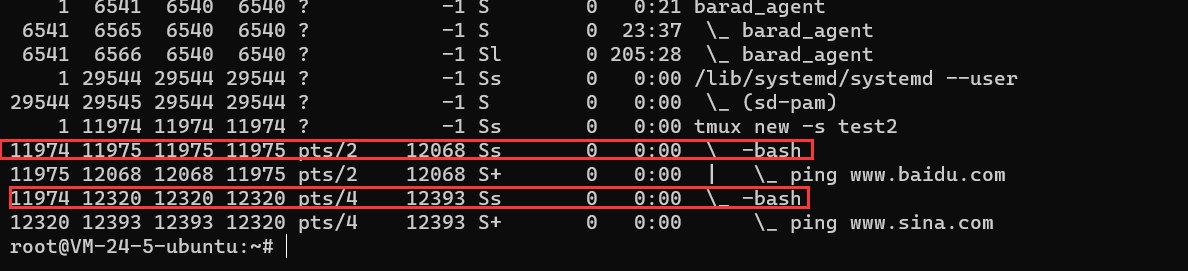 1 6541 6540 6540 ? -1 S 0 0:21 barad_agent
6541 6565 6540 6540 ? -1 S 0 23:37 \_ barad_agent
6541 6566 6540 6540 ? -1 Sl 0 205:28 \_ barad_agent
1 29544 29544 29544 ? -1 Ss 0 0:00 /lib/systemd/systemd --user
29544 29545 29544 29544 ? -1 S 0 0:00 \_ (sd-pam)
1 11974 11974 11974 ? -1 Ss 0 0:00 tmux new -s test2
11974 11975 11975 11975 pts/2 12068 Ss 0 0:00 \_ -bash
11975 12068 12068 11975 pts/2 12068 S+ 0 0:00 | \_ ping www.baidu.com
11974 12320 12320 12320 pts/4 12393 Ss 0 0:00 \_ -bash
12320 12393 12393 12320 pts/4 12393 S+ 0 0:00 \_ ping www.sina.com
root@VM-24-5-ubuntu:~#